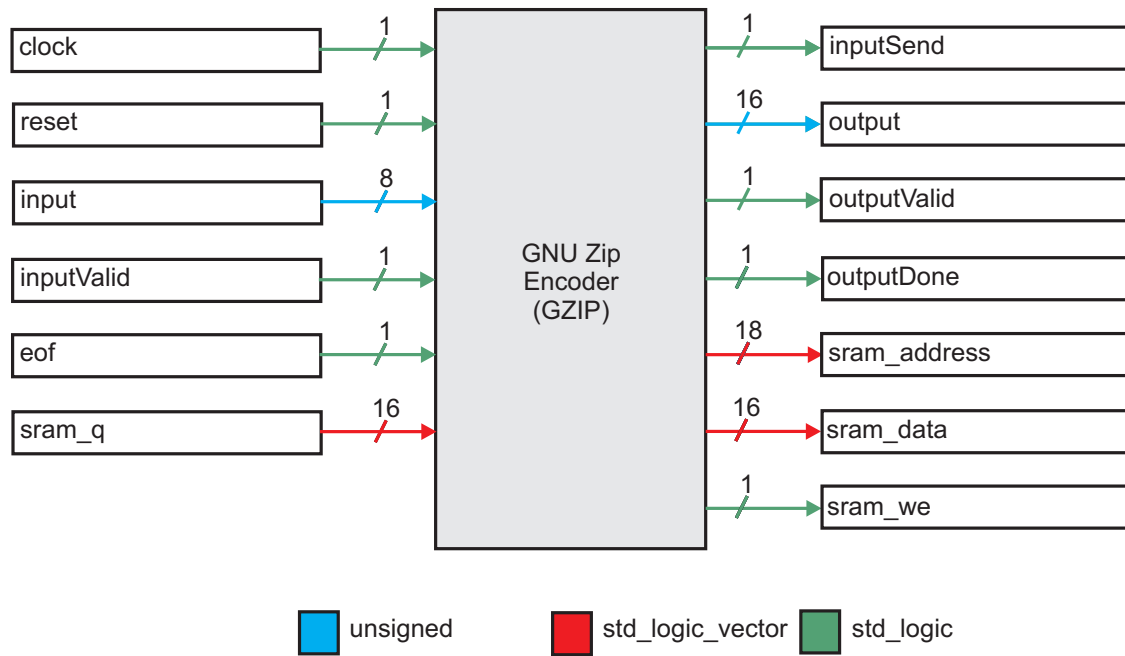 1
clock
1
reset
8
input
1
inputValid
1
eof
16
sram_q
GNU Zip
Encoder
(GZIP)
1
inputSend
16
output
1
outputValid
1
outputDone
18
sram_address
16
sram_data
1
sram_we
unsigned
std_logic_vector
std_logic